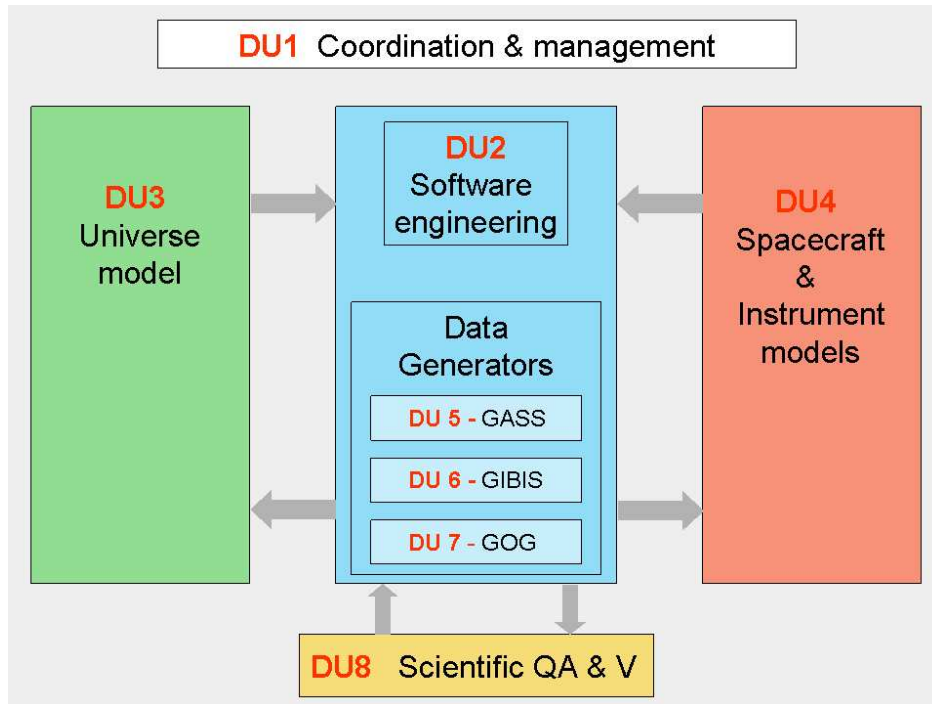 DU1 Coordination & management
DU3
Universe
model
DU2
Software
engineering
Data
Generators
DU 5 - GASS
DU 6 - GIBIS
DU 7 - GOG
DU4
Spacecraft
&
Instrument
models
DU8 Scientific QA & V